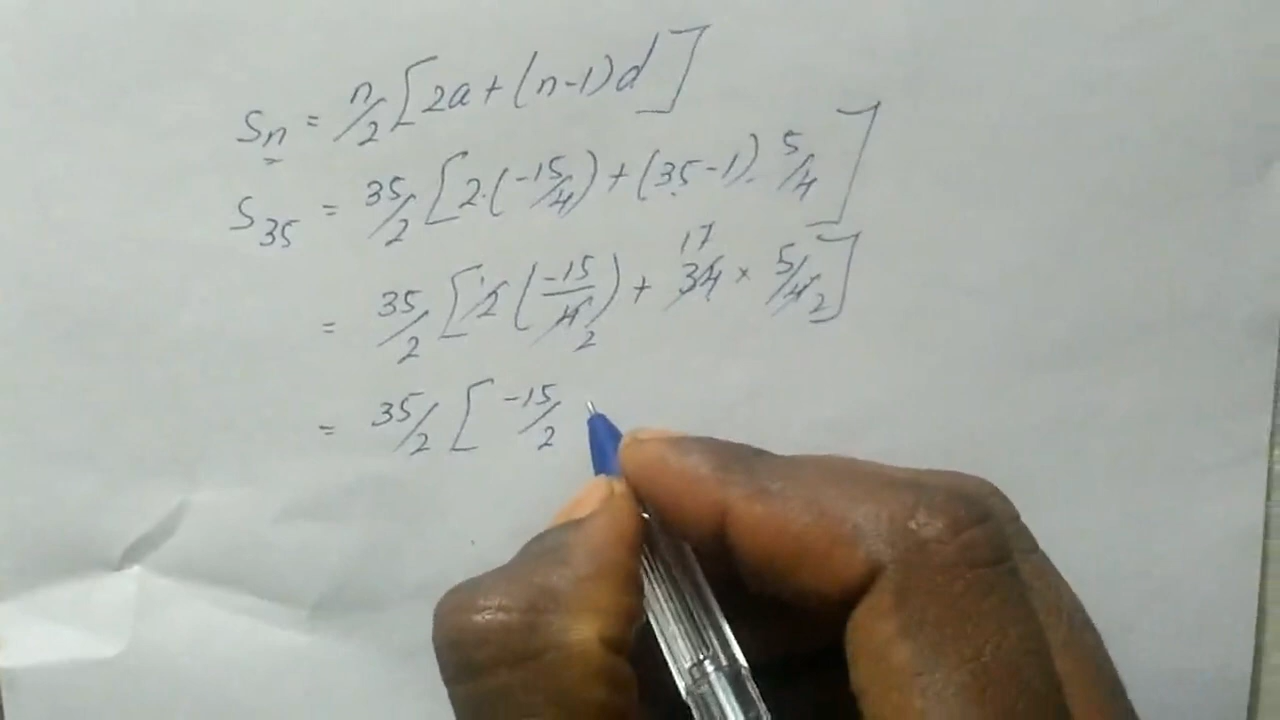 Sn = n/2 [2a + (n-1)d]
S35 = 35/2 [2.(-15/4) + (35-1). 5/4]
= 35/2 [2 (-15/4) + 34 × 5/4] 1 2 17 2
= 35/2 [-15/2